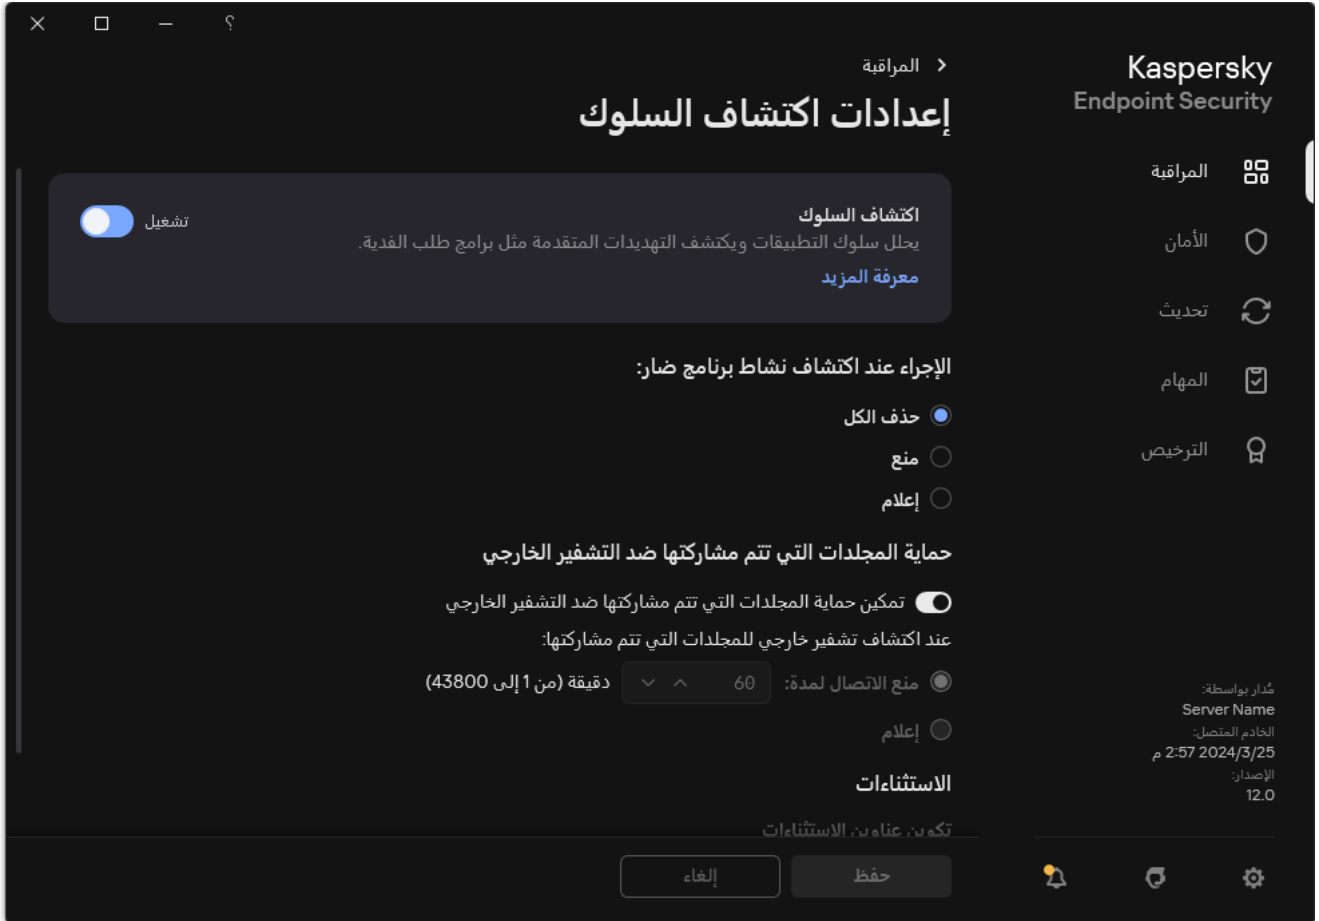 ؟
Kaspersky
Endpoint Security
المراقبة
الأمان
تحديث
المهام
الترخيص
مُدار بواسطة:
Server Name
الخادم المتصل:
2024/3/25 2:57 م
الإصدار:
12.0
المراقبة
إعدادات اكتشاف السلوك
اكتشاف السلوك
يحلل سلوك التطبيقات ويكتشف التهديدات المتقدمة مثل برامج طلب الفدية.
معرفة المزيد
تشغيل
الإجراء عند اكتشاف نشاط برنامج ضار:
حذف الكل
منع
إعلام
حماية المجلدات التي تتم مشاركتها ضد التشفير الخارجي
تمكين حماية المجلدات التي تتم مشاركتها ضد التشفير الخارجي
عند اكتشاف تشفير خارجي للمجلدات التي تتم مشاركتها:
منع الاتصال لمدة: 60 دقيقة (من 1 إلى 43800)
إعلام
الاستثناءات
تكوين عناوين الاستثناءات
حفظ
إلغاء